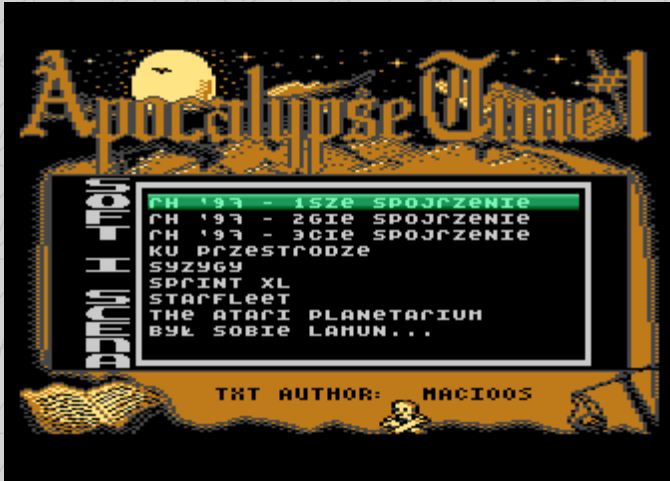 Apocalypse Time 1
SOFT I SCENA
rH '97 - 1SZe SPOJrZENIE
rH '97 - 2GIe SPOJrZENIE
rH '97 - 3CIe SPOJrZENIE
KU PrZESTrODZe
SYZYGY
SPrINT XL
STArFLeeT
THe ATArI PLANeTArIUM
BYŁ SOBIe LAMUN...
TXT AUTHOR: MACIOOS